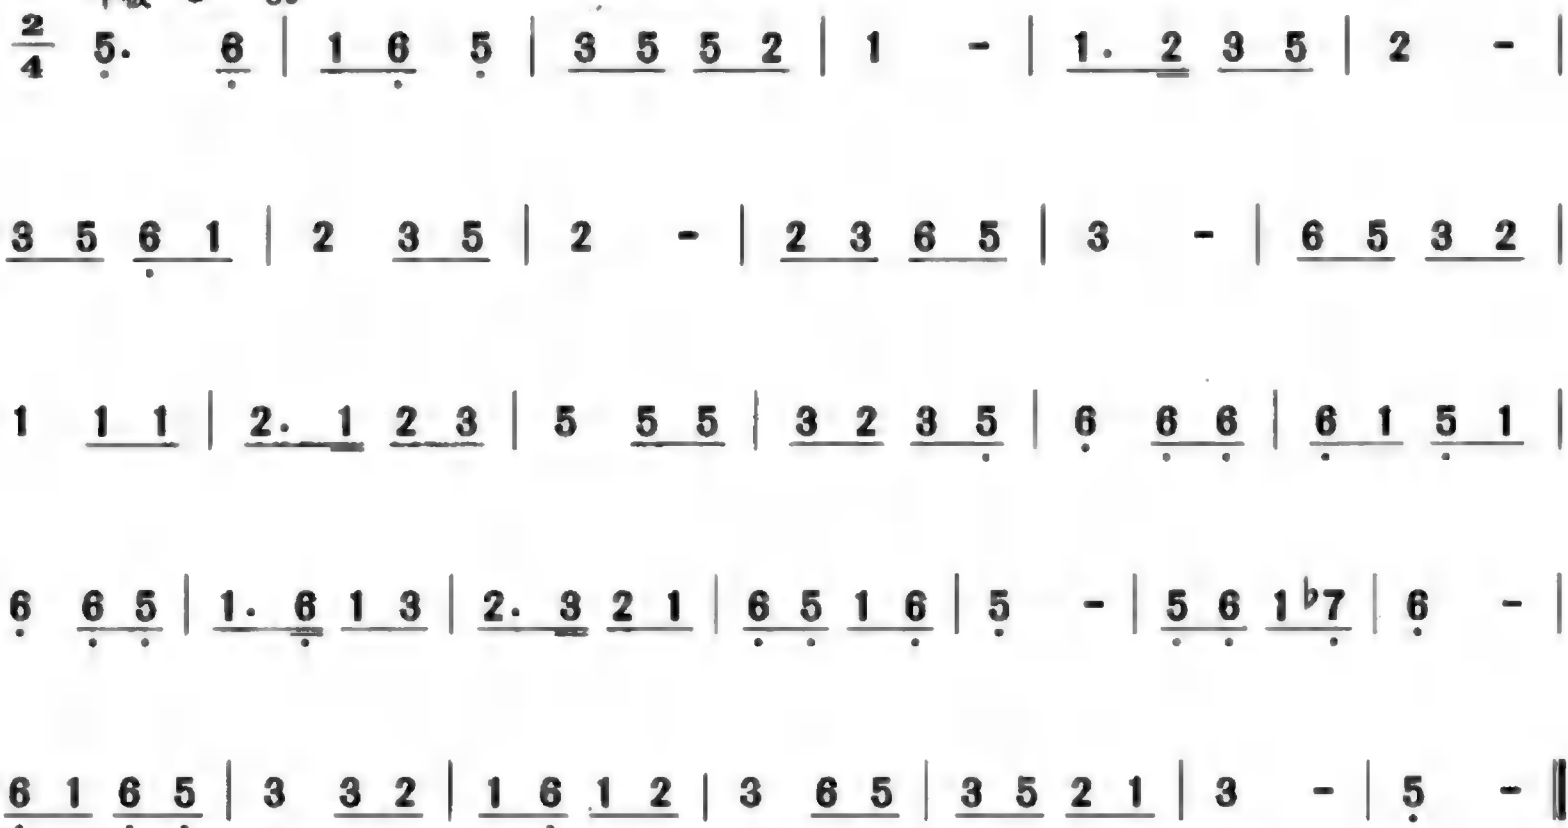 2/4 5. 6 | 1 6 5 | 3 5 5 2 | 1 - | 1. 2 3 5 | 2 - |
3 5 6 1 | 2 3 5 | 2 - | 2 3 6 5 | 3 - | 6 5 3 2 |
1 1 1 | 2. 1 2 3 | 5 5 5 | 3 2 3 5 | 6 6 6 | 6 1 5 1 |
6 6 5 | 1. 6 1 3 | 2. 3 2 1 | 6 5 1 6 | 5 - | 5 6 1 ♭7 | 6 - |
6 1 6 5 | 3 3 2 | 1 6 1 2 | 3 6 5 | 3 5 2 1 | 3 - | 5 - ‖